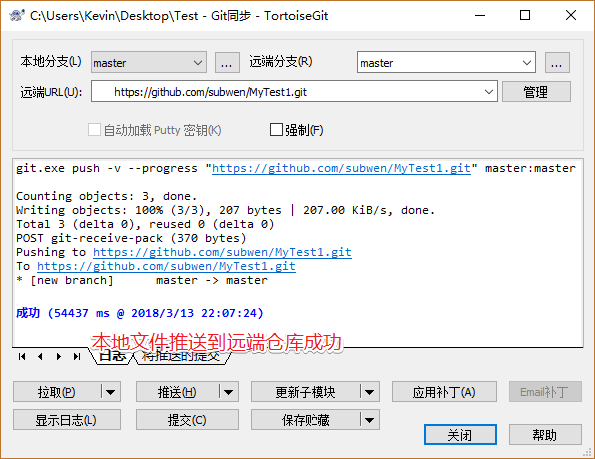 C:\Users\Kevin\Desktop\Test - Git同步 - TortoiseGit
本地分支(L) master ... 远端分支(R) master ...
远端URL(U): https://github.com/subwen/MyTest1.git 管理
自动加载 Putty 密钥(K) 强制(F)
git.exe push -v --progress "https://github.com/subwen/MyTest1.git" master:master
Counting objects: 3, done.
Writing objects: 100% (3/3), 207 bytes | 207.00 KiB/s, done.
Total 3 (delta 0), reused 0 (delta 0)
POST git-receive-pack (370 bytes)
Pushing to https://github.com/subwen/MyTest1.git
To https://github.com/subwen/MyTest1.git
* [new branch] master -> master
成功 (54437 ms @ 2018/3/13 22:07:24)
本地文件推送到远端仓库成功
日志 将推送的提交
拉取(P) 推送(H) 更新子模块 应用补丁(A) Email补丁
显示日志(L) 提交(C) 保存贮藏
关闭 帮助